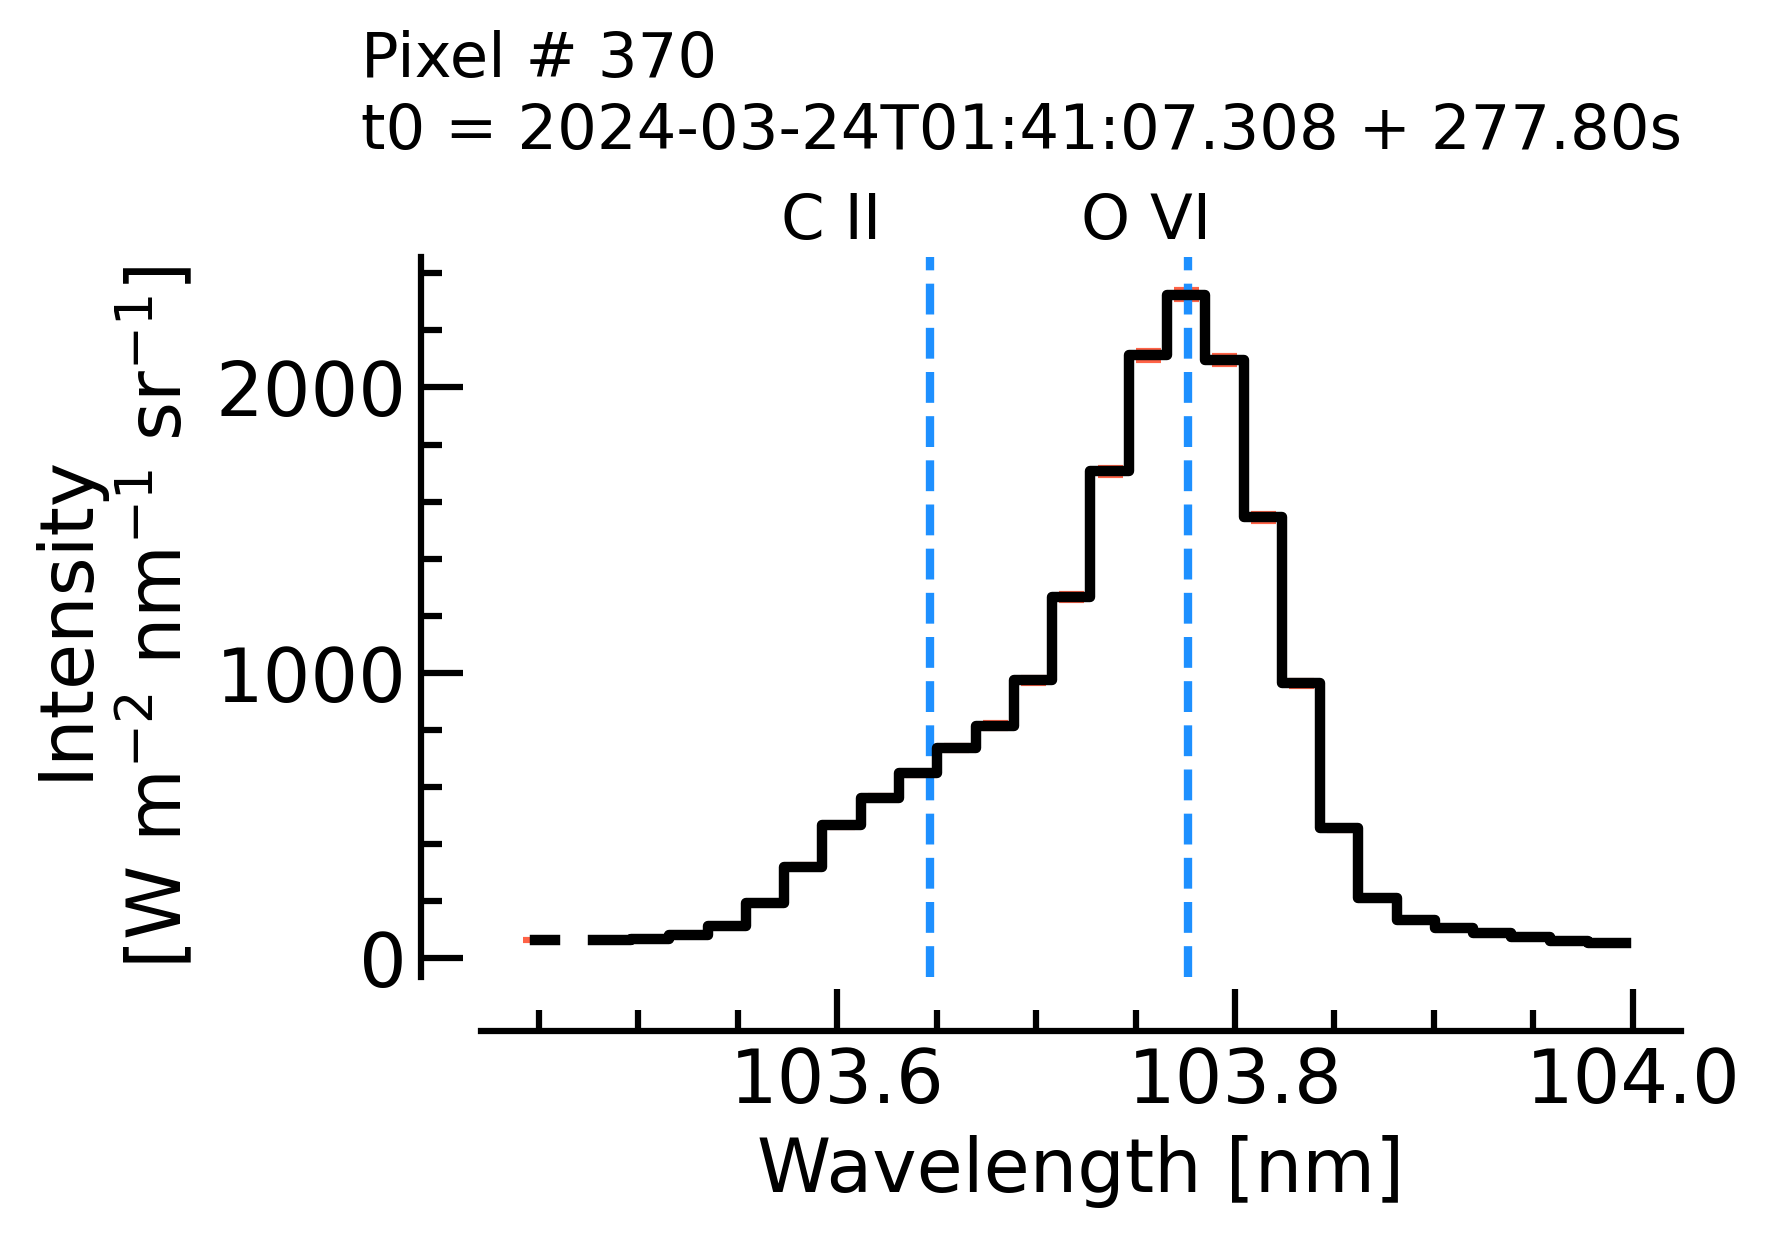 Pixel # 370
t0 = 2024-03-24T01:41:07.308 + 277.80s
C II O VI
Intensity
[W m⁻² nm⁻¹ sr⁻¹]
2000
1000
0
103.6 103.8 104.0
Wavelength [nm]